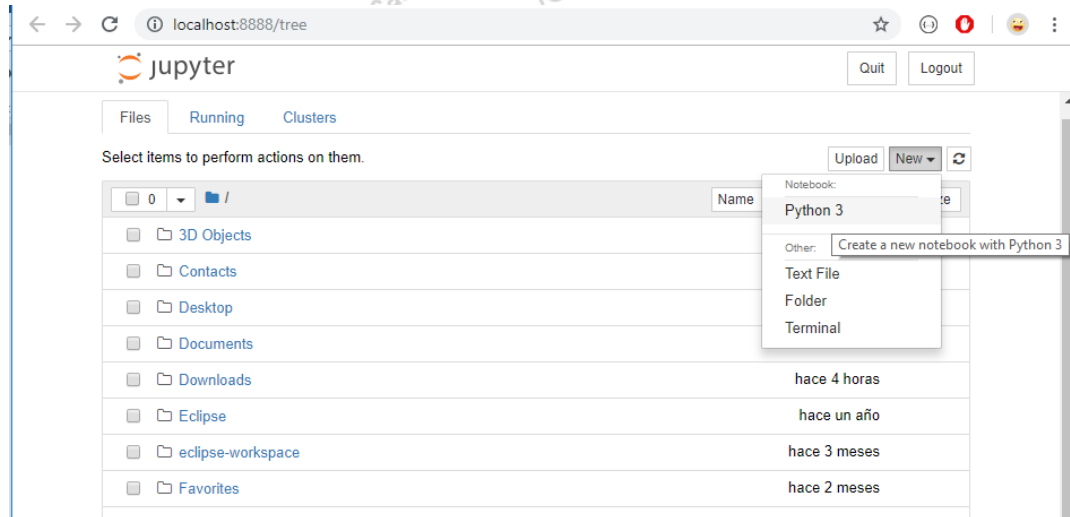 localhost:8888/tree
jupyter
Quit
Logout
Files
Running
Clusters
Select items to perform actions on them.
Upload
New
0
/
Name
ze
Notebook:
Python 3
Create a new notebook with Python 3
Other:
Text File
Folder
Terminal
3D Objects
Contacts
Desktop
Documents
Downloads hace 4 horas
Eclipse hace un año
eclipse-workspace hace 3 meses
Favorites hace 2 meses